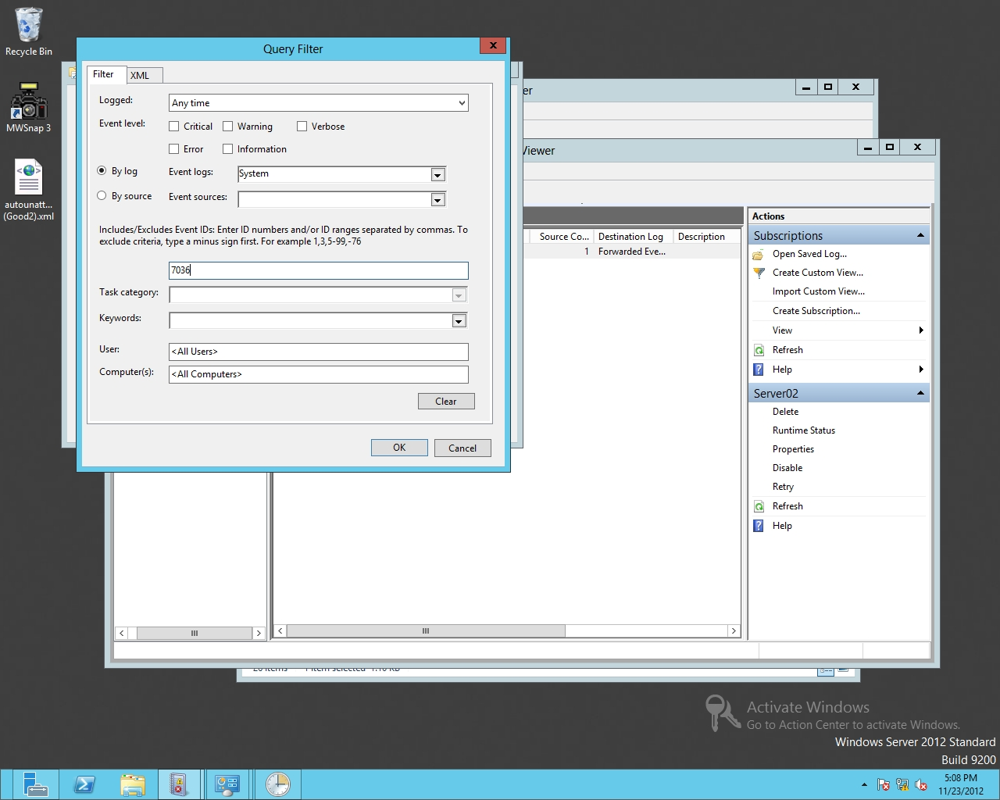 Recycle Bin
MWSnap 3
autounatt...
(Good2).xml
Query Filter
Filter
XML
Logged:
Any time
Event level:
Critical
Warning
Verbose
Error
Information
By log
Event logs:
System
By source
Event sources:
Includes/Excludes Event IDs: Enter ID numbers and/or ID ranges separated by commas. To
exclude criteria, type a minus sign first. For example 1,3,5-99,-76
7036
Task category:
Keywords:
User:
<All Users>
Computer(s):
<All Computers>
Clear
OK
Cancel
er
Viewer
Source Co...
Destination Log
Description
1
Forwarded Eve...
Actions
Subscriptions
Open Saved Log...
Create Custom View...
Import Custom View...
Create Subscription...
View
Refresh
Help
Server02
Delete
Runtime Status
Properties
Disable
Retry
Refresh
Help
Activate Windows
Go to Action Center to activate Windows.
Windows Server 2012 Standard
Build 9200
5:08 PM
11/23/2012